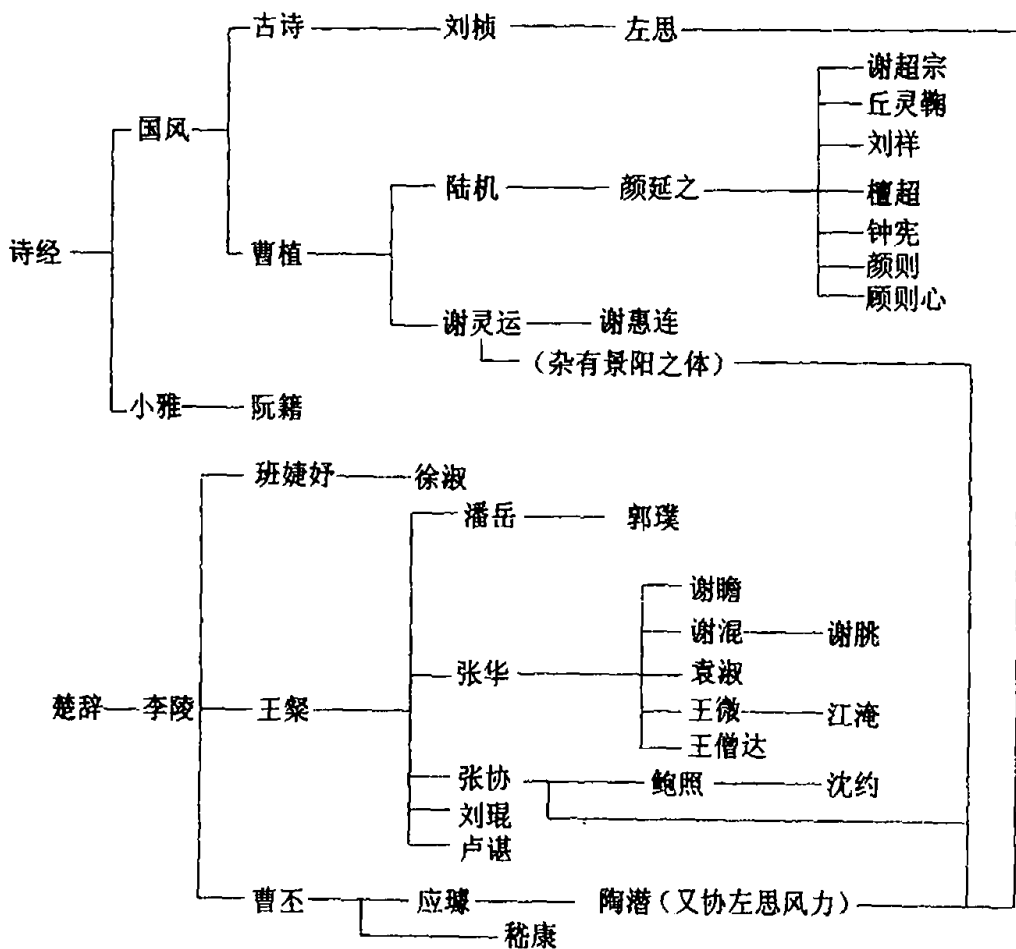 古诗 刘桢 左思
谢超宗
丘灵鞠
国风
刘祥
陆机 颜延之 檀超
钟宪
诗经 曹植
颜则
顾则心
谢灵运 谢惠连
（杂有景阳之体）
小雅 阮籍
班婕妤 徐淑
潘岳 郭璞
谢瞻
谢混 谢朓
张华 袁淑
楚辞 李陵 王粲 王微 江淹
王僧达
张协 鲍照 沈约
刘琨
卢谌
曹丕 应璩 陶潜（又协左思风力）
嵇康